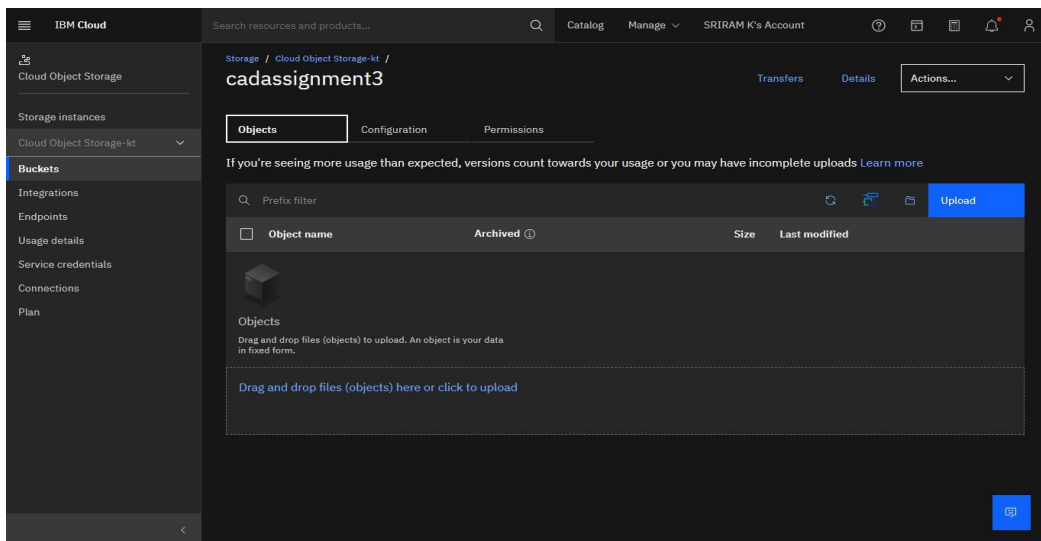 IBM Cloud
Search resources and products...
Catalog
Manage
SRIRAM K's Account
Cloud Object Storage
Storage instances
Cloud Object Storage-kt
Buckets
Integrations
Endpoints
Usage details
Service credentials
Connections
Plan
Storage / Cloud Object Storage-kt /
cadassignment3
Transfers
Details
Actions...
Objects
Configuration
Permissions
If you're seeing more usage than expected, versions count towards your usage or you may have incomplete uploads Learn more
Prefix filter
Upload
Object name
Archived
Size
Last modified
Objects
Drag and drop files (objects) to upload. An object is your data
in fixed form.
Drag and drop files (objects) here or click to upload